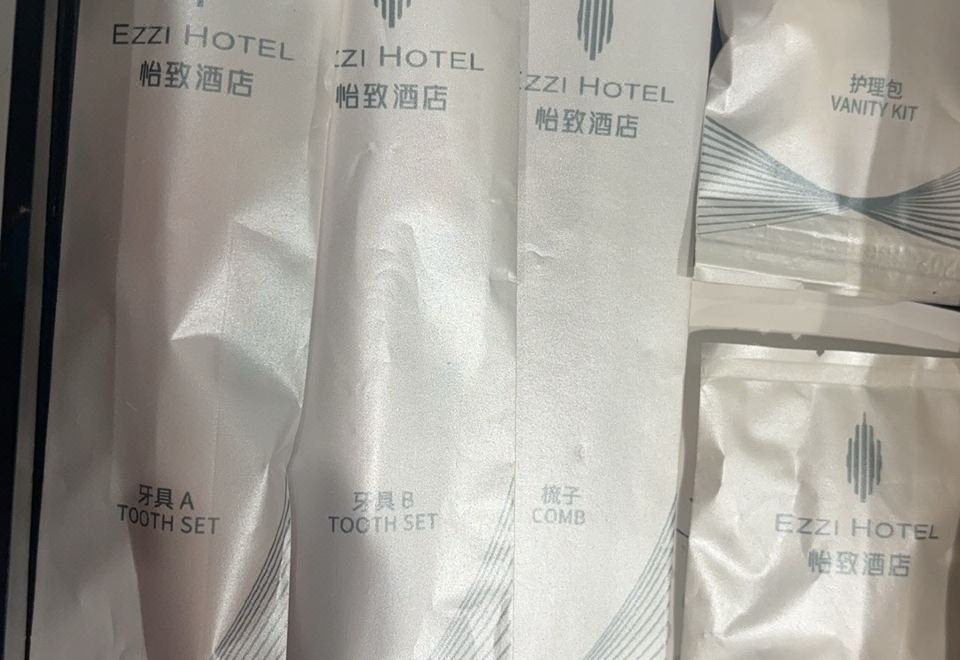 EZZI HOTEL
怡致酒店
牙具 A
TOOTH SET
ZZI HOTEL
怡致酒店
牙具 B
TOOTH SET
EZZI HOTEL
怡致酒店
梳子
COMB
护理包
VANITY KIT
EZZI HOTEL
怡致酒店